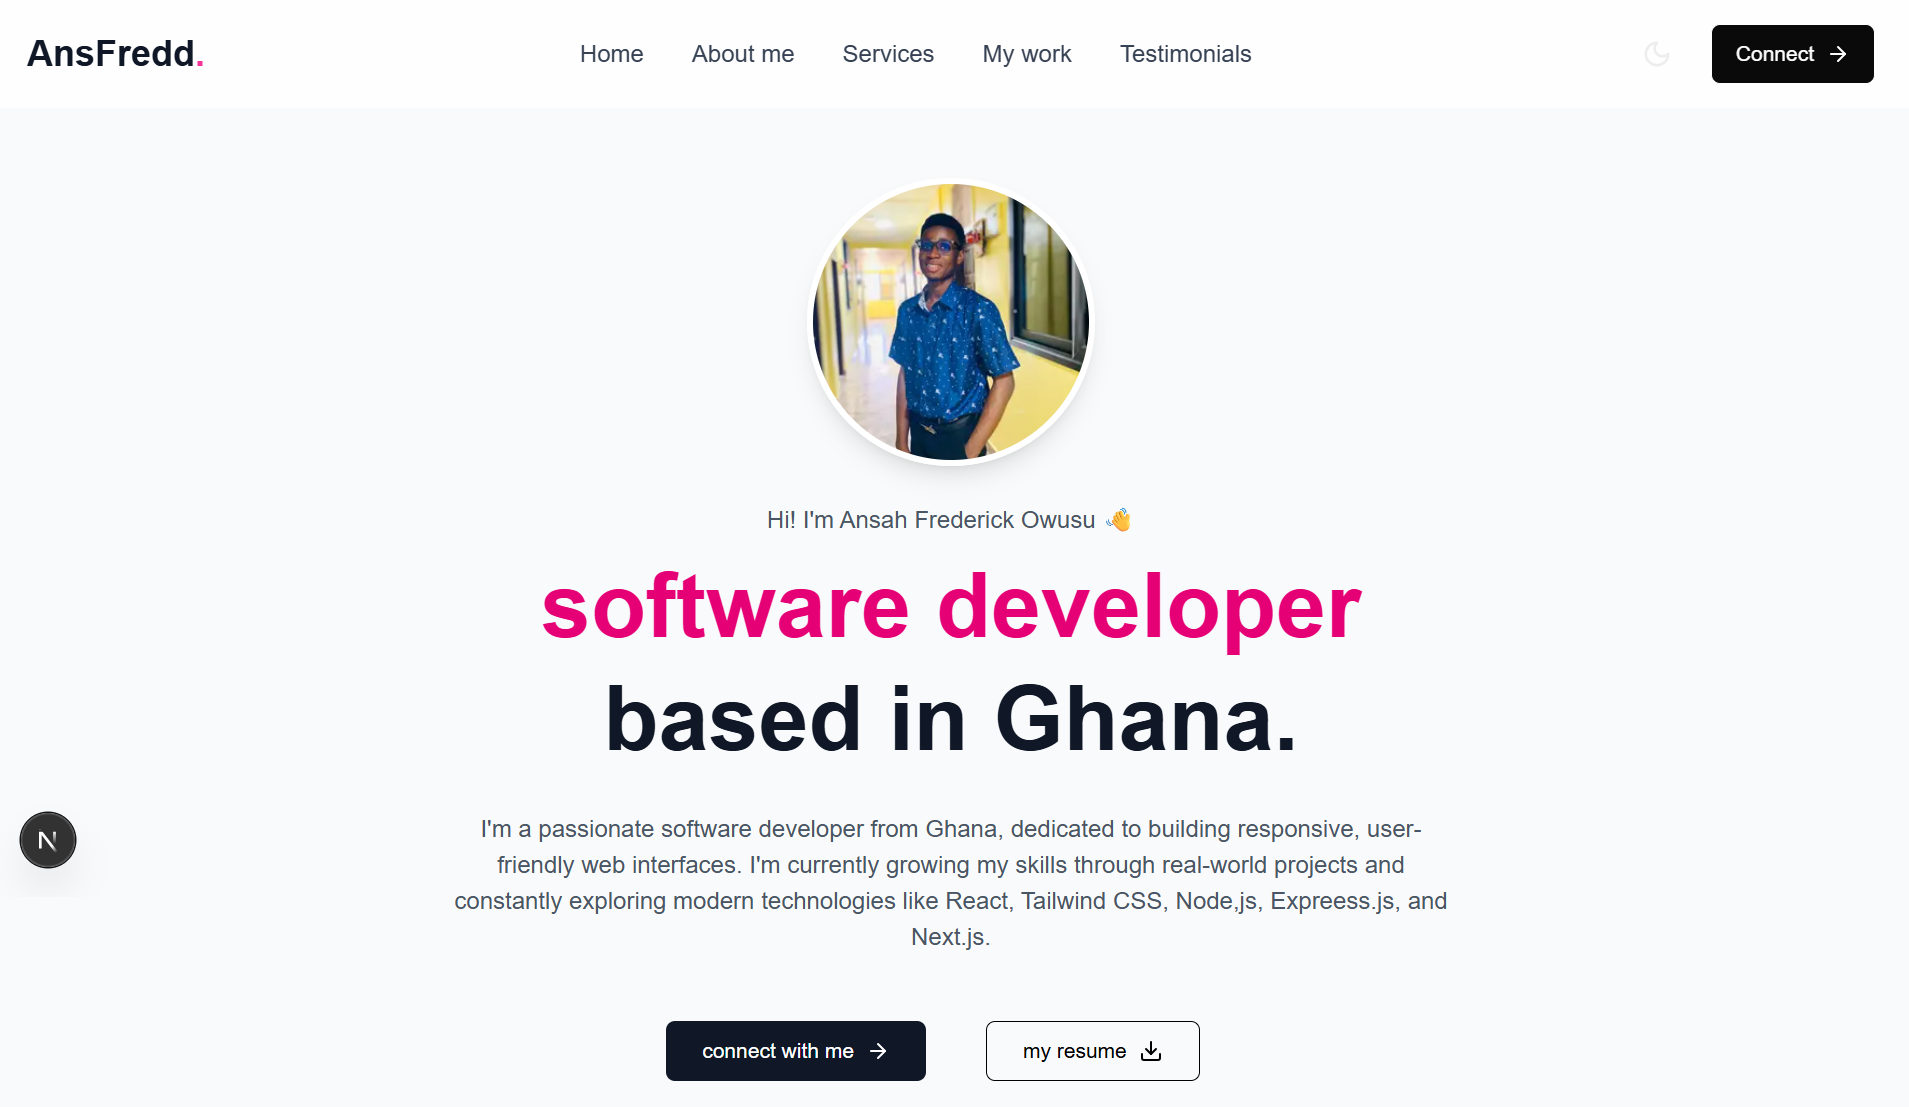 AnsFredd.
Home
About me
Services
My work
Testimonials
Connect
Hi! I'm Ansah Frederick Owusu 👋
software developer
based in Ghana.
I'm a passionate software developer from Ghana, dedicated to building responsive, user-
friendly web interfaces. I'm currently growing my skills through real-world projects and
constantly exploring modern technologies like React, Tailwind CSS, Node,js, Expreess.js, and
Next.js.
N
connect with me
my resume